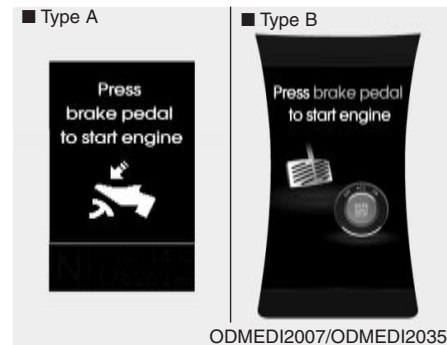 ■ Type A
Press
brake pedal
to start engine
■ Type B
Press brake pedal
to start engine
ODMEDI2007/ODMEDI2035